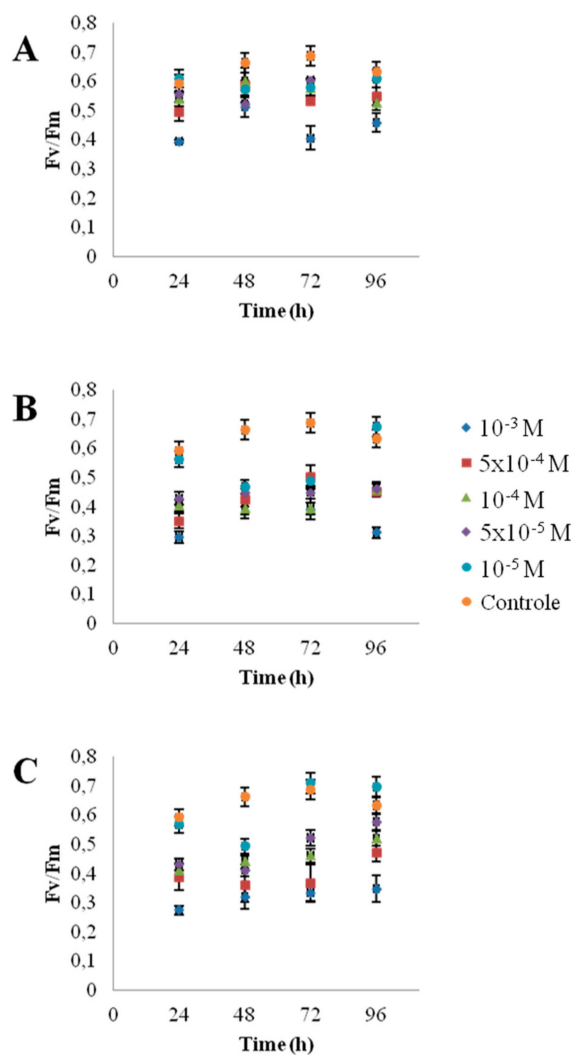 A
Fv/Fm
0,8
0,7
0,6
0,5
0,4
0,3
0,2
0,1
0
0 24 48 72 96
Time (h)
B
Fv/Fm
0,8
0,7
0,6
0,5
0,4
0,3
0,2
0,1
0
0 24 48 72 96
Time (h)
10⁻³ M
5x10⁻⁴ M
10⁻⁴ M
5x10⁻⁵ M
10⁻⁵ M
Controle
C
Fv/Fm
0,8
0,7
0,6
0,5
0,4
0,3
0,2
0,1
0
0 24 48 72 96
Time (h)